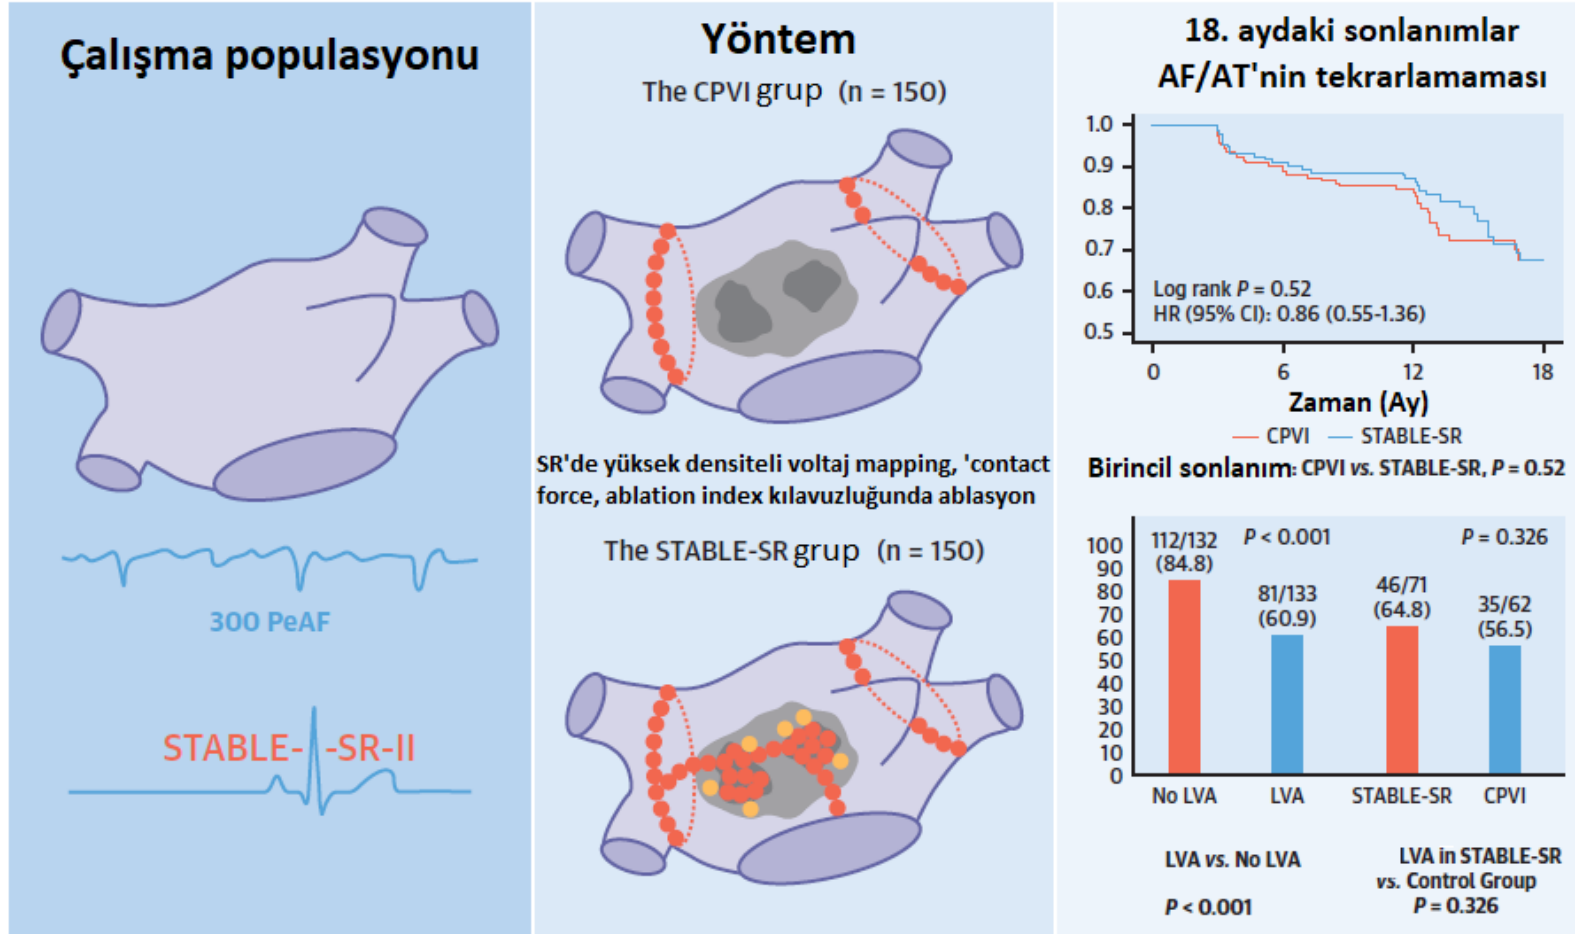 Çalışma populasyonu
300 PeAF
STABLE- -SR-II
Yöntem
The CPVI grup (n = 150)
SR'de yüksek densiteli voltaj mapping, 'contact
force, ablation index kılavuzluğunda ablasyon
The STABLE-SR grup (n = 150)
18. aydaki sonlanımlar
AF/AT'nin tekrarlamaması
1.0
0.9
0.8
0.7
0.6
0.5
Log rank P = 0.52
HR (95% CI): 0.86 (0.55-1.36)
0 6 12 18
Zaman (Ay)
CPVI STABLE-SR
Birincil sonlanım: CPVI vs. STABLE-SR, P = 0.52
100
90
80
70
60
50
40
30
20
10
0
112/132
(84.8)
P < 0.001
81/133
(60.9)
46/71
(64.8)
P = 0.326
35/62
(56.5)
No LVA LVA STABLE-SR CPVI
LVA vs. No LVA
P < 0.001
LVA in STABLE-SR
vs. Control Group
P = 0.326